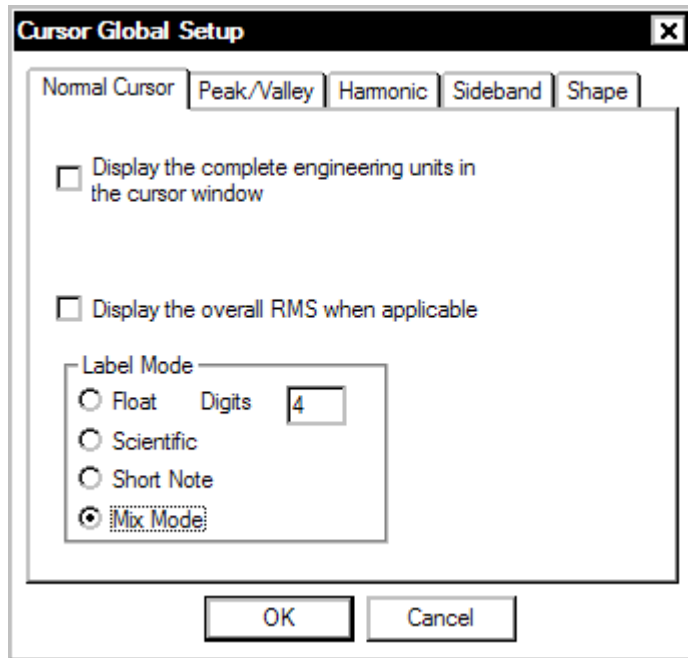 Cursor Global Setup
Normal Cursor Peak/Valley Harmonic Sideband Shape
Display the complete engineering units in
the cursor window
Display the overall RMS when applicable
Label Mode
Float Digits 4
Scientific
Short Note
Mix Mode
OK Cancel